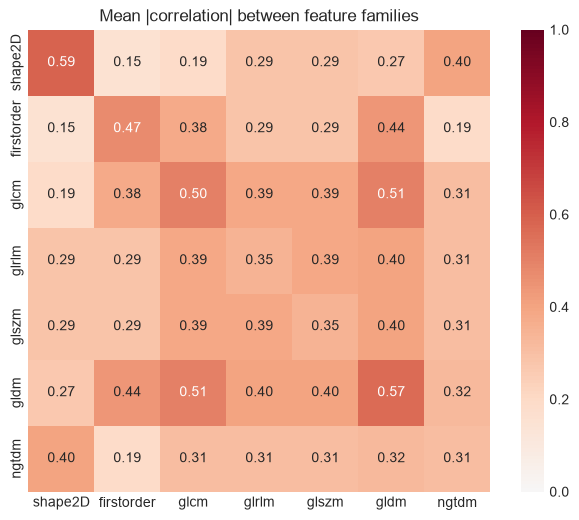 Mean |correlation| between feature families
shape2D 0.59 0.15 0.19 0.29 0.29 0.27 0.40
firstorder 0.15 0.47 0.38 0.29 0.29 0.44 0.19
glcm 0.19 0.38 0.50 0.39 0.39 0.51 0.31
glrlm 0.29 0.29 0.39 0.35 0.39 0.40 0.31
glszm 0.29 0.29 0.39 0.39 0.35 0.40 0.31
gldm 0.27 0.44 0.51 0.40 0.40 0.57 0.32
ngtdm 0.40 0.19 0.31 0.31 0.31 0.32 0.31
shape2D firstorder glcm glrlm glszm gldm ngtdm
1.0
0.8
0.6
0.4
0.2
0.0